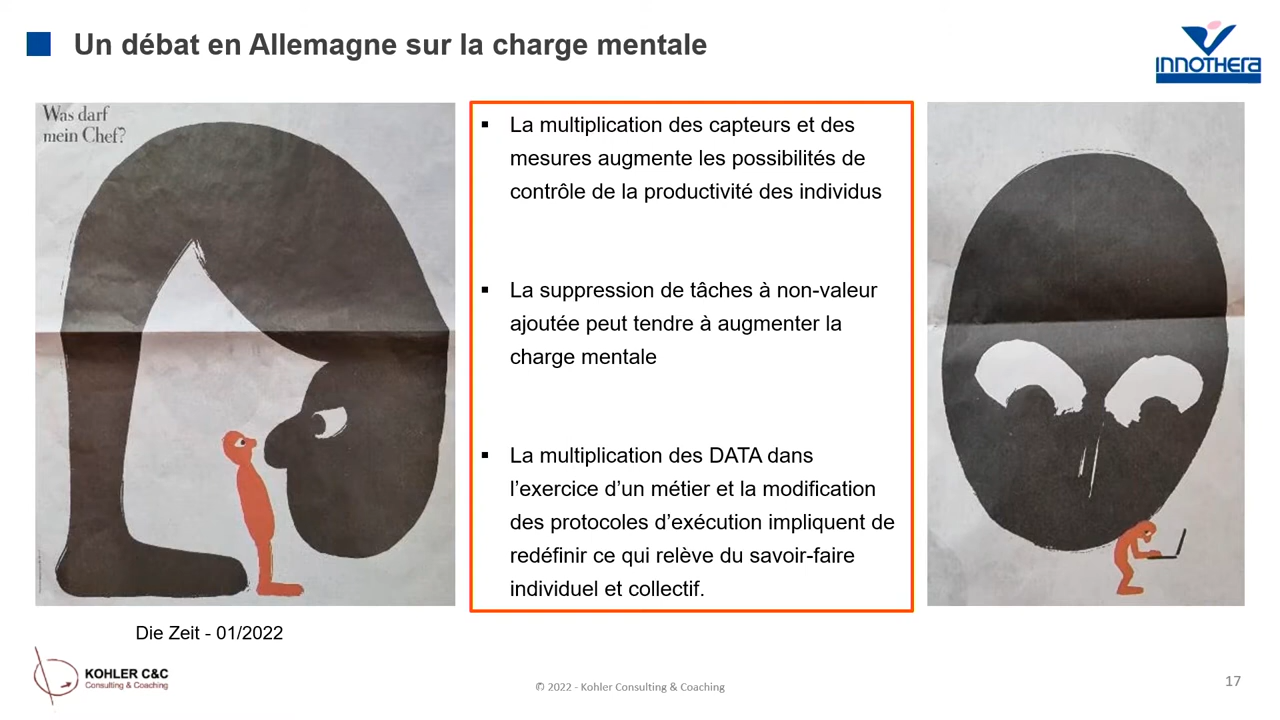 Un débat en Allemagne sur la charge mentale
INNOTHERA
Was darf
mein Chef?
▪ La multiplication des capteurs et des
mesures augmente les possibilités de
contrôle de la productivité des individus
▪ La suppression de tâches à non-valeur
ajoutée peut tendre à augmenter la
charge mentale
▪ La multiplication des DATA dans
l’exercice d’un métier et la modification
des protocoles d’exécution impliquent de
redéfinir ce qui relève du savoir-faire
individuel et collectif.
Die Zeit - 01/2022
KOHLER C&C
Consulting & Coaching
© 2022 - Kohler Consulting & Coaching
17